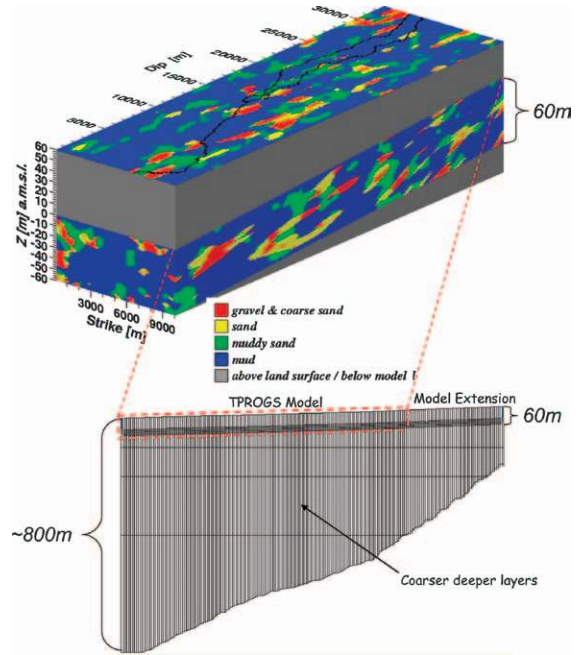 30000
25000
20000
Dip [m]
15000
10000
5000
60m
60
50
40
30
20
10
0
-10
-20
-30
-40
-50
-60
Z [m] a.m.s.l.
3000
6000
9000
Strike [m]
gravel & coarse sand
sand
muddy sand
mud
above land surface / below model
TPROGS Model
Model Extension
60m
~800m
Coarser deeper layers